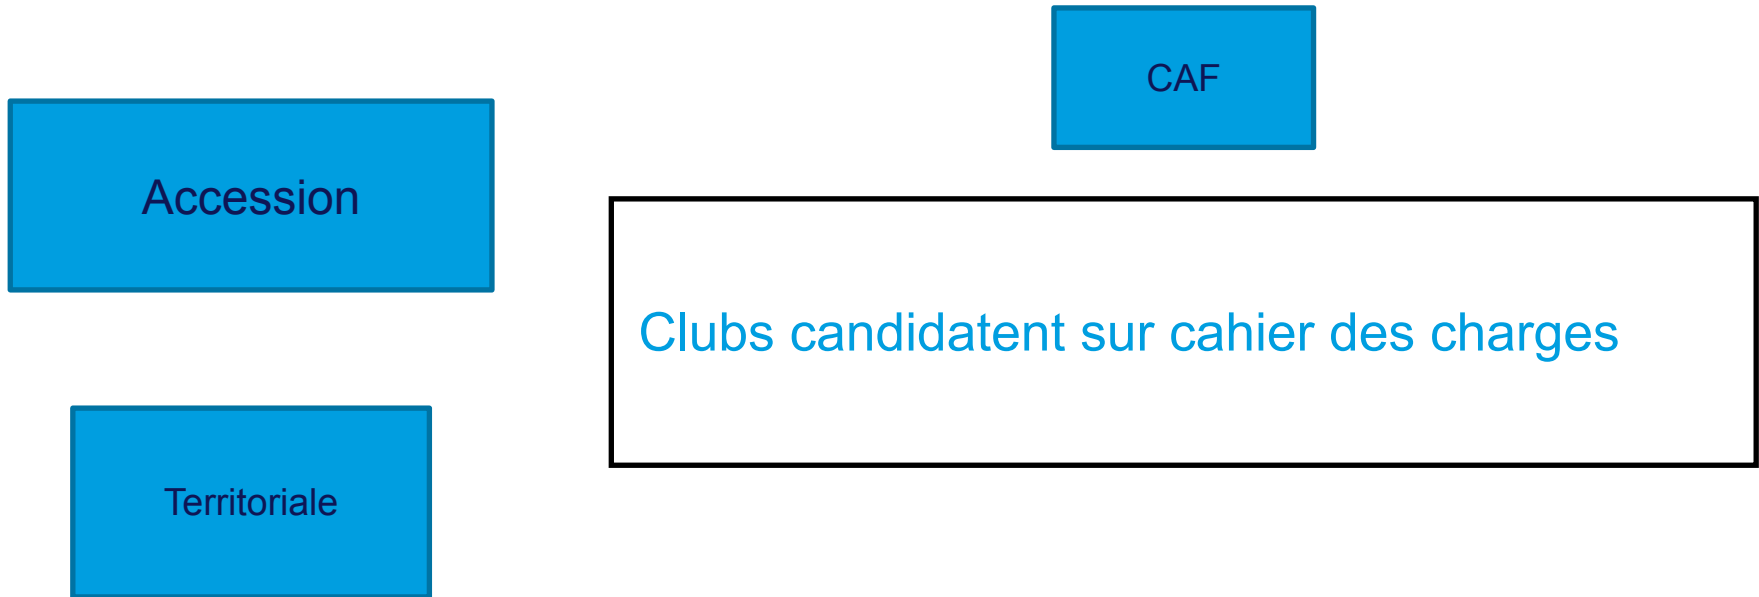 CAF
Accession
Clubs candidatent sur cahier des charges
Territoriale